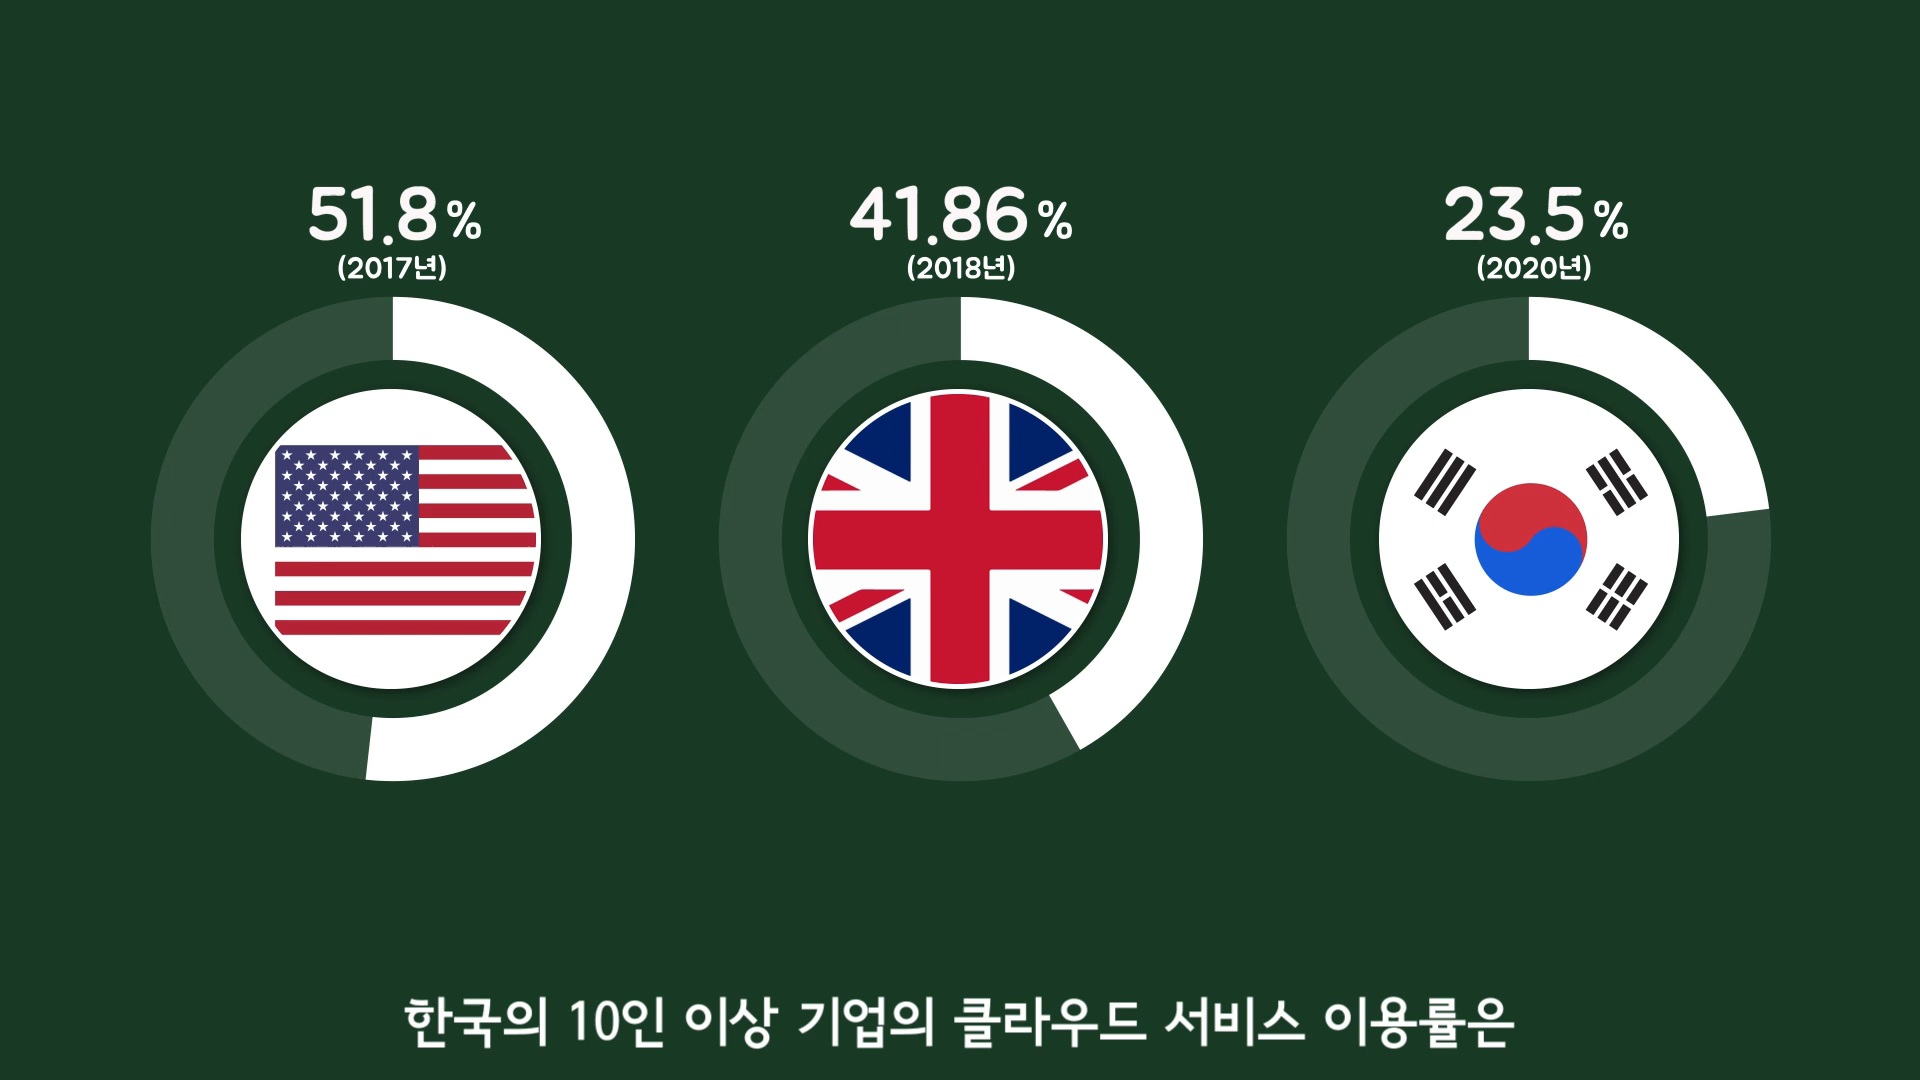 51.8%
(2017년)
41.86%
(2018년)
23.5%
(2020년)
한국의 10인 이상 기업의 클라우드 서비스 이용률은